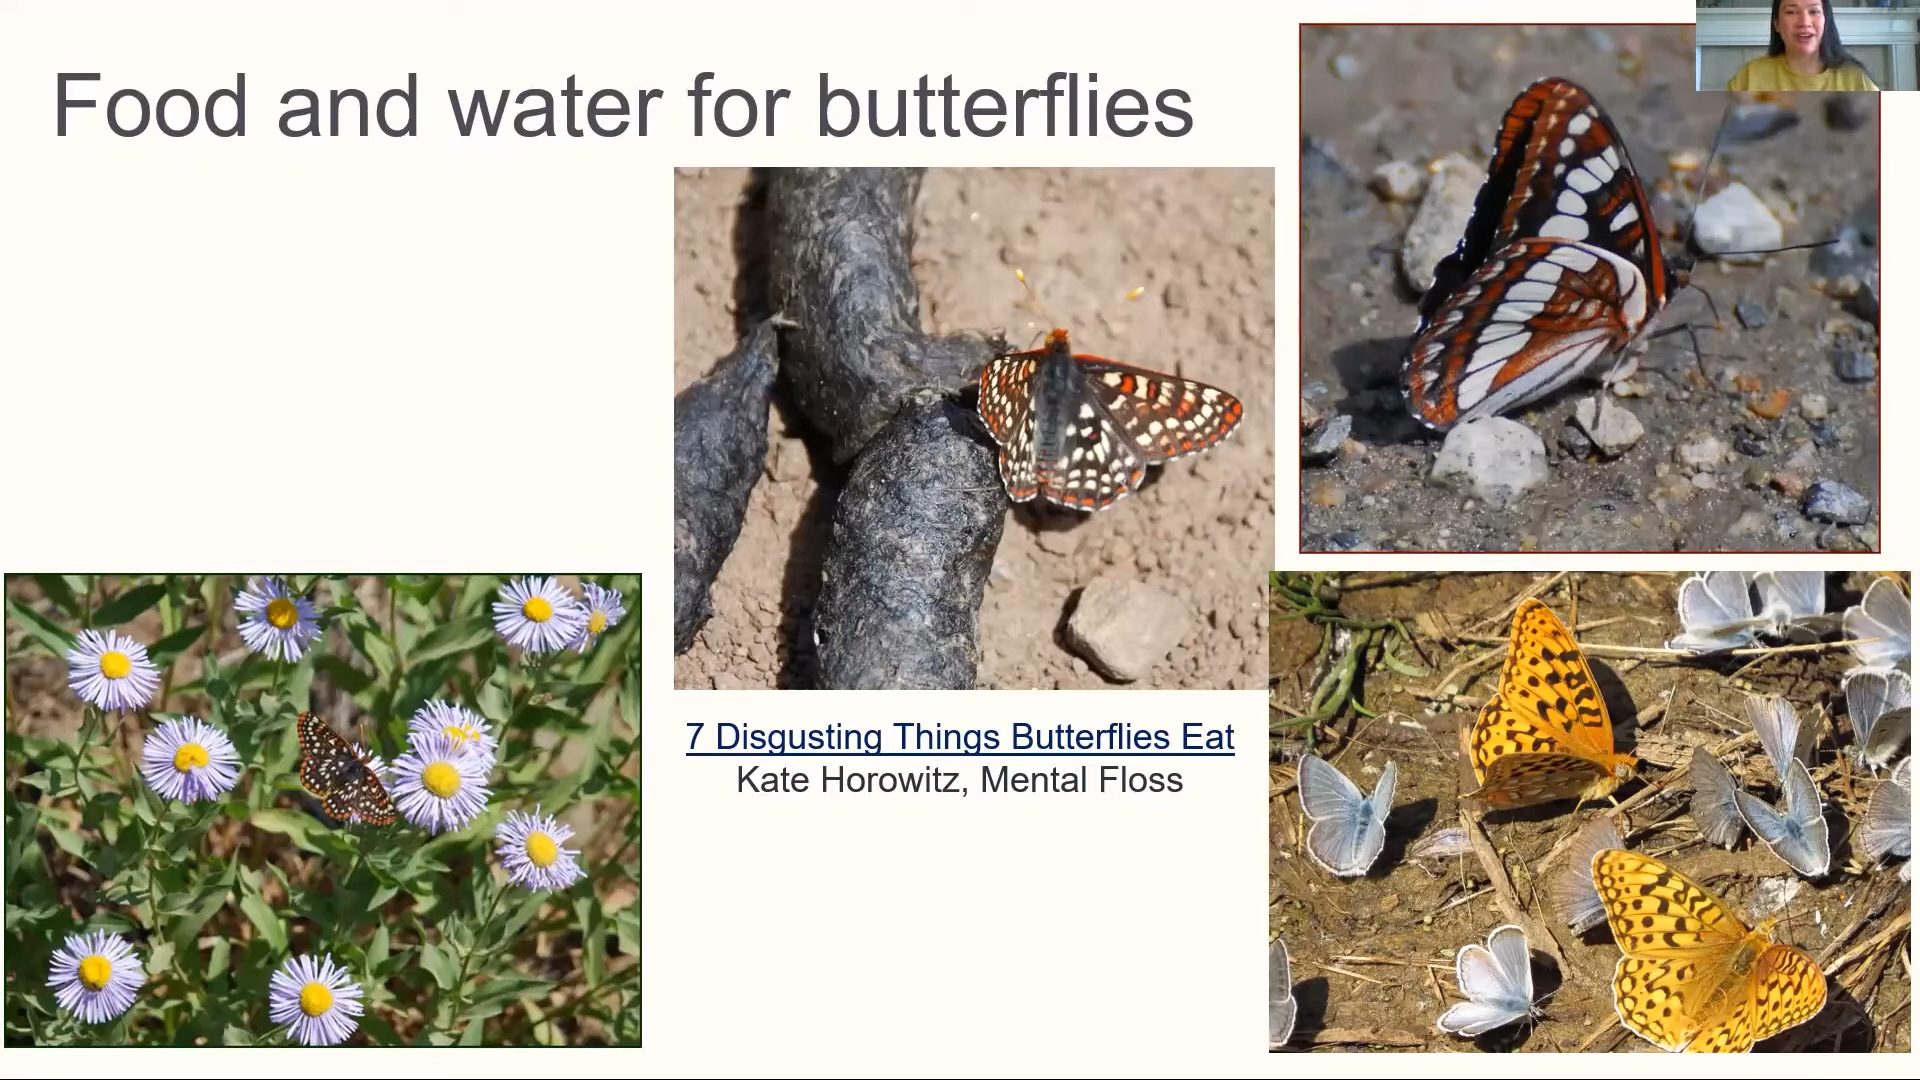 Food and water for butterflies
7 Disgusting Things Butterflies Eat
Kate Horowitz, Mental Floss